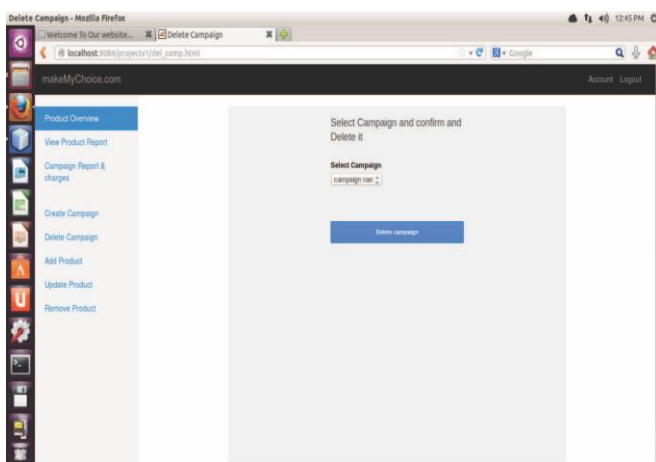 Delete Campaign - Mozilla Firefox
12:45 PM
Welcome To Our website...
Delete Campaign
localhost:8084/projectv1/del_camp.html
Google
makeMyChoice.com
Account Logout
Product Overview
View Product Report
Campaign Report &
charges
Create Campaign
Delete Campaign
Add Product
Update Product
Remove Product
Select Campaign and confirm and
Delete it
Select Campaign
campaign nan
Delete campaign